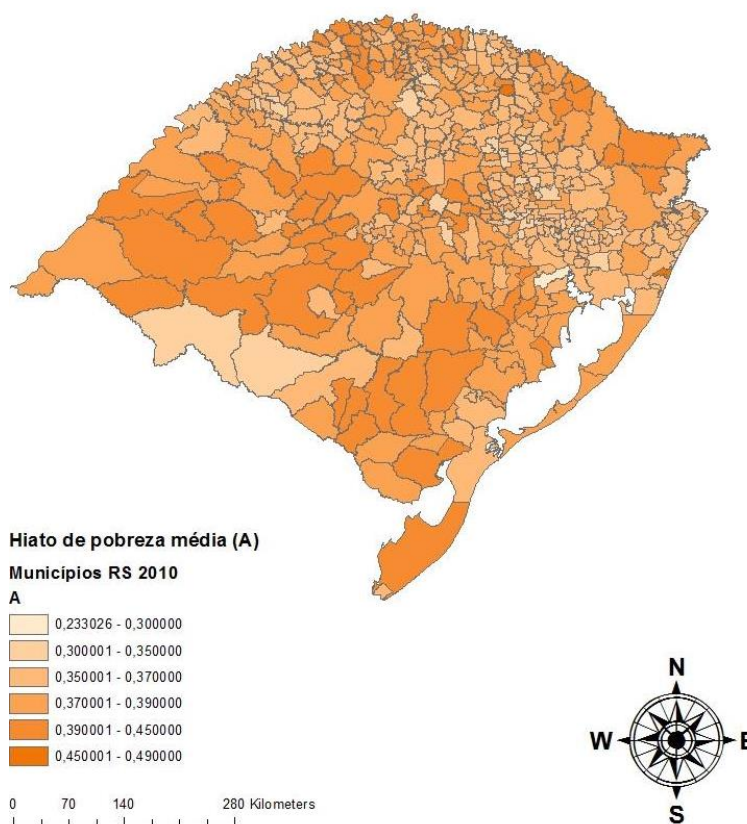 Hiato de pobreza média (A)
Municípios RS 2010
A
0,233026 - 0,300000
0,300001 - 0,350000
0,350001 - 0,370000
0,370001 - 0,390000
0,390001 - 0,450000
0,450001 - 0,490000
0 70 140 280 Kilometers
N
W E
S